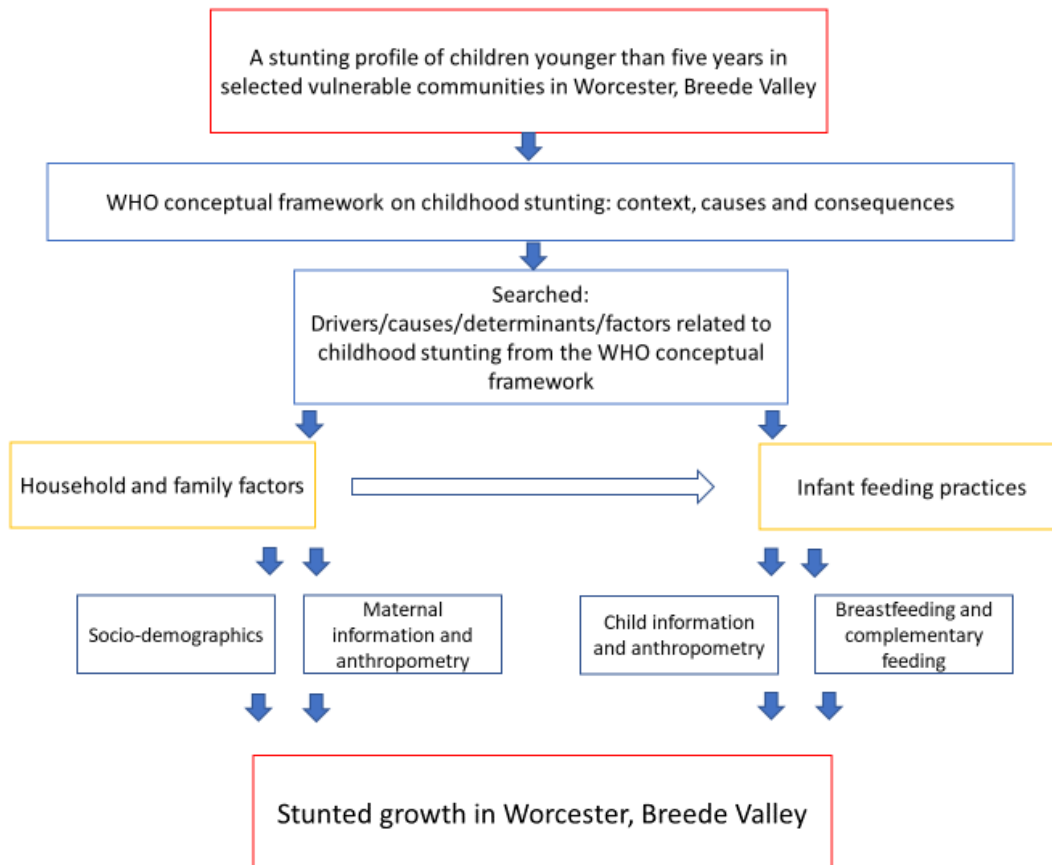 A stunting profile of children younger than five years in
selected vulnerable communities in Worcester, Breede Valley
WHO conceptual framework on childhood stunting: context, causes and consequences
Searched:
Drivers/causes/determinants/factors related to
childhood stunting from the WHO conceptual
framework
Household and family factors
Infant feeding practices
Socio-demographics
Maternal
information and
anthropometry
Child information
and anthropometry
Breastfeeding and
complementary
feeding
Stunted growth in Worcester, Breede Valley